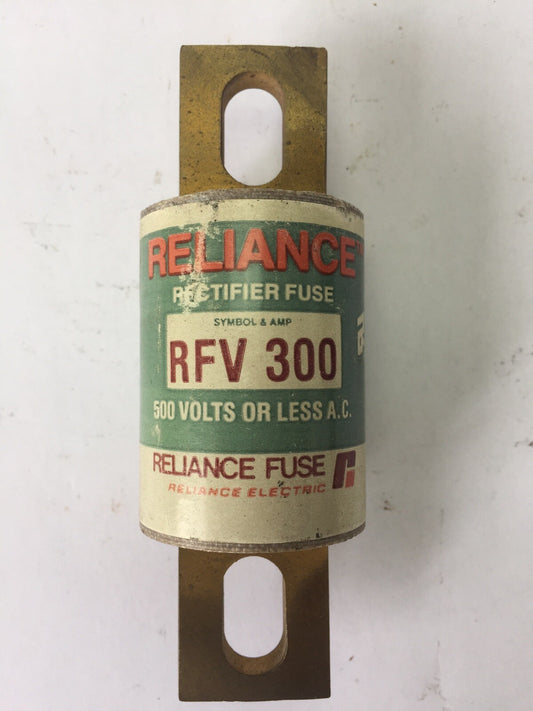 RELIANCE
RECTIFIER FUSE
SYMBOL & AMP
RFV 300
500 VOLTS OR LESS A.C.
RELIANCE FUSE
RELIANCE ELECTRIC